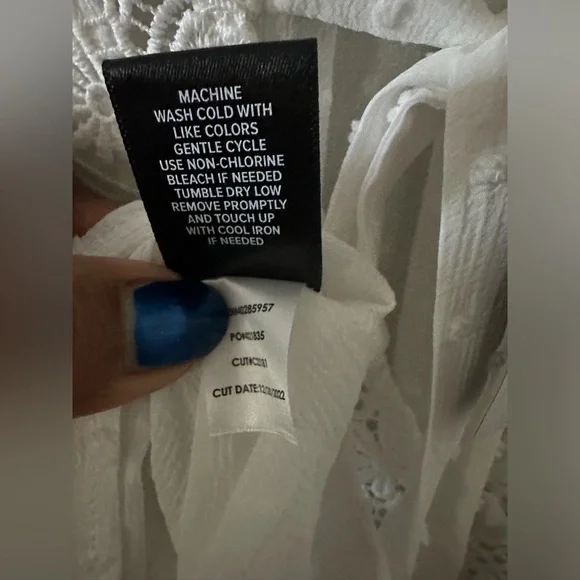 MACHINE
WASH COLD WITH
LIKE COLORS
GENTLE CYCLE
USE NON-CHLORINE
BLEACH IF NEEDED
TUMBLE DRY LOW
REMOVE PROMPTLY
AND TOUCH UP
WITH COOL IRON
IF NEEDED
CUT DATE: